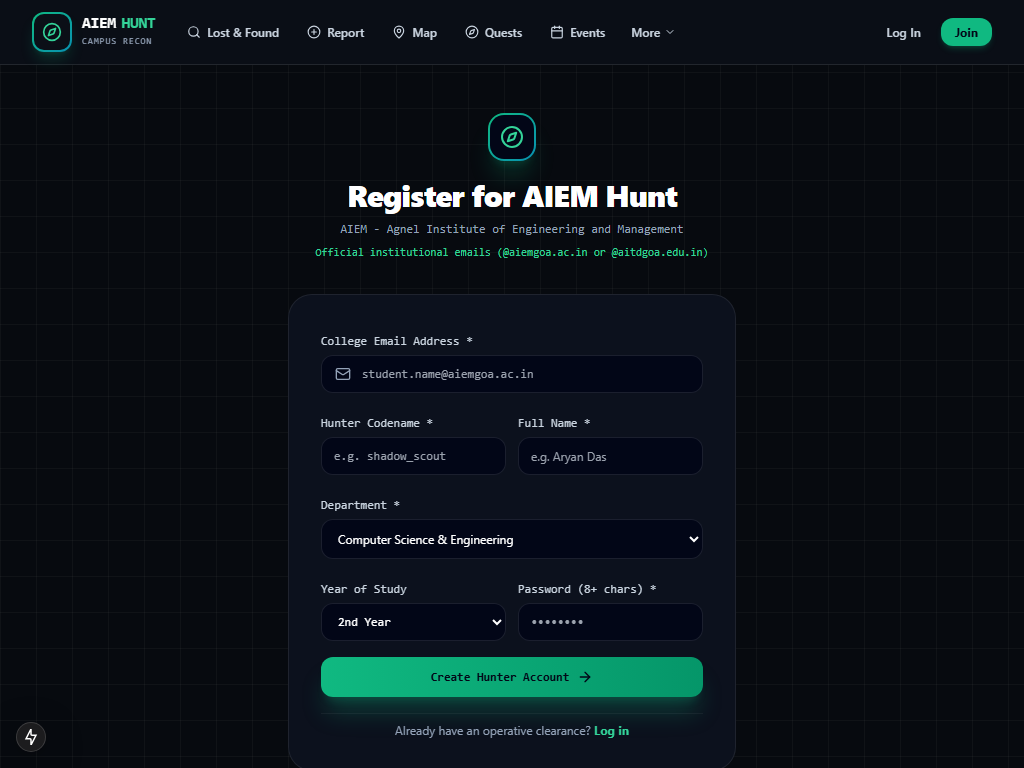 AIEM HUNT
CAMPUS RECON
Lost & Found
Report
Map
Quests
Events
More
Log In
Join
Register for AIEM Hunt
AIEM - Agnel Institute of Engineering and Management
Official institutional emails (@aiemgoa.ac.in or @aitdgoa.edu.in)
College Email Address *
student.name@aiemgoa.ac.in
Hunter Codename *
Full Name *
e.g. shadow_scout
e.g. Aryan Das
Department *
Computer Science & Engineering
Year of Study
Password (8+ chars) *
2nd Year
••••••••
Create Hunter Account →
Already have an operative clearance? Log in